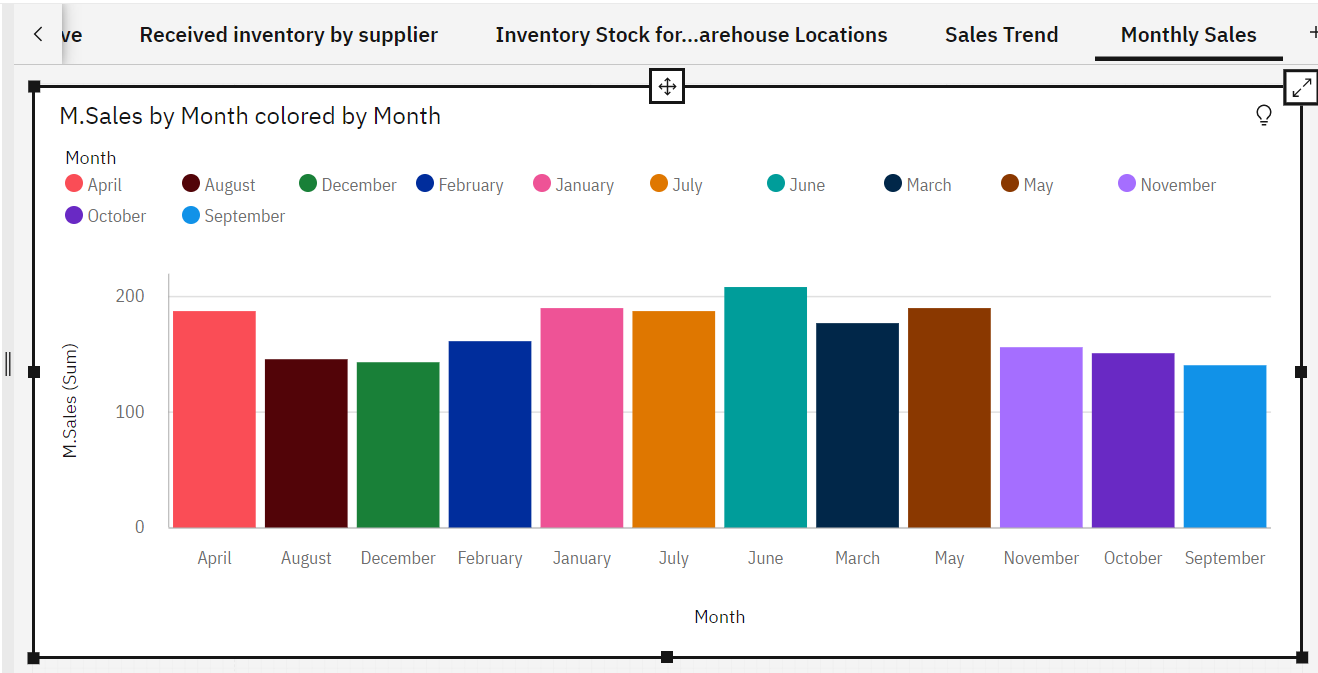 ve Received inventory by supplier Inventory Stock for...arehouse Locations Sales Trend Monthly Sales +
M.Sales by Month colored by Month
Month
April August December February January July June March May November
October September
200
100
0
M.Sales (Sum)
April August December February January July June March May November October September
Month